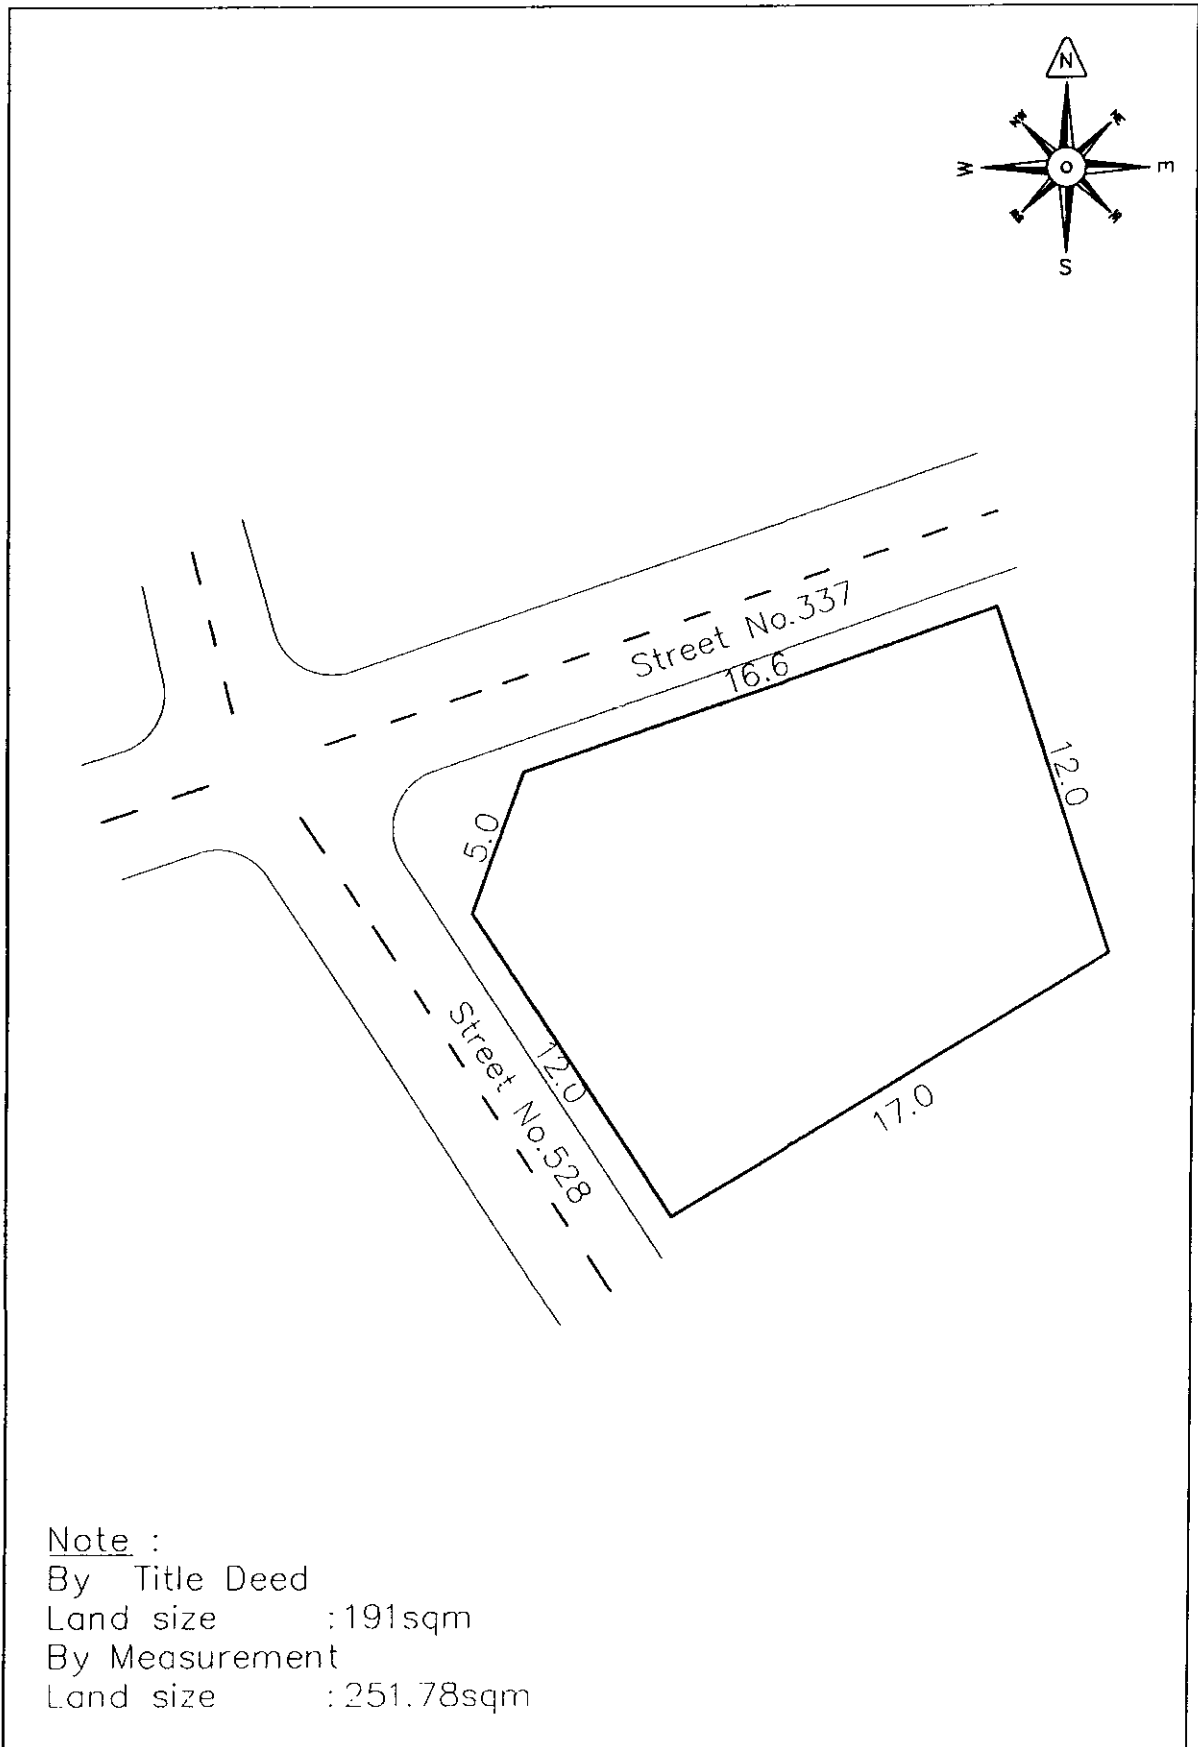 N
W
E
S
Street No.337
16.6
12.0
5.0
Street No.528
12.0
17.0
Note :
By Title Deed
Land size : 191sqm
By Measurement
Land size : 251.78sqm